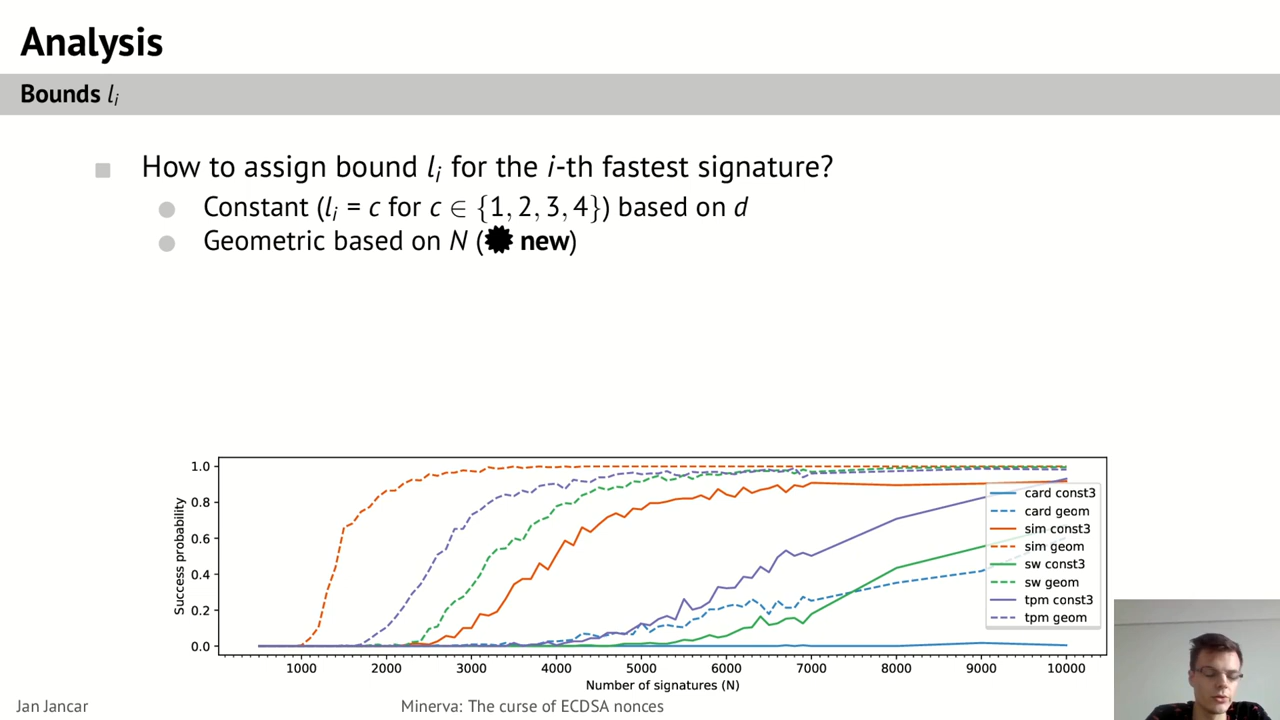 Analysis
Bounds lᵢ
How to assign bound lᵢ for the i-th fastest signature?
Constant (lᵢ = c for c ∈ {1, 2, 3, 4}) based on d
Geometric based on N (✹ new)
Success probability
1.0
0.8
0.6
0.4
0.2
0.0
card const3
card geom
sim const3
sim geom
sw const3
sw geom
tpm const3
tpm geom
1000 2000 3000 4000 5000 6000 7000 8000 9000 10000
Number of signatures (N)
Jan Jancar Minerva: The curse of ECDSA nonces